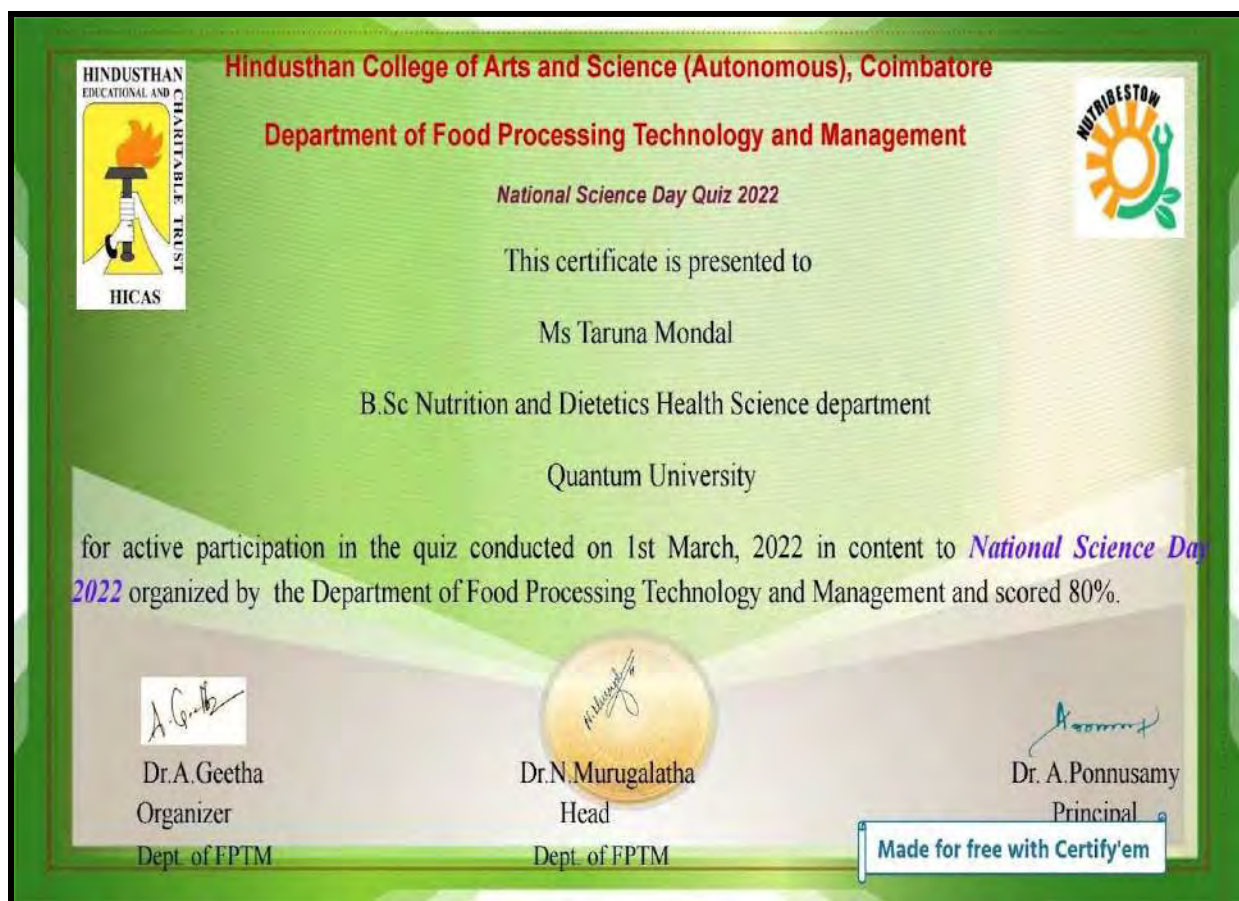 HINDUSTHAN
EDUCATIONAL AND
CHARITABLE TRUST
HICAS
Hindusthan College of Arts and Science (Autonomous), Coimbatore
NUTRIBESTOW
Department of Food Processing Technology and Management
National Science Day Quiz 2022
This certificate is presented to
Ms Taruna Mondal
B.Sc Nutrition and Dietetics Health Science department
Quantum University
for active participation in the quiz conducted on 1st March, 2022 in content to National Science Day
2022 organized by the Department of Food Processing Technology and Management and scored 80%.
Dr.A.Geetha
Organizer
Dept. of FPTM
Dr.N.Murugalatha
Head
Dept. of FPTM
Dr. A.Ponnusamy
Principal
Made for free with Certify'em